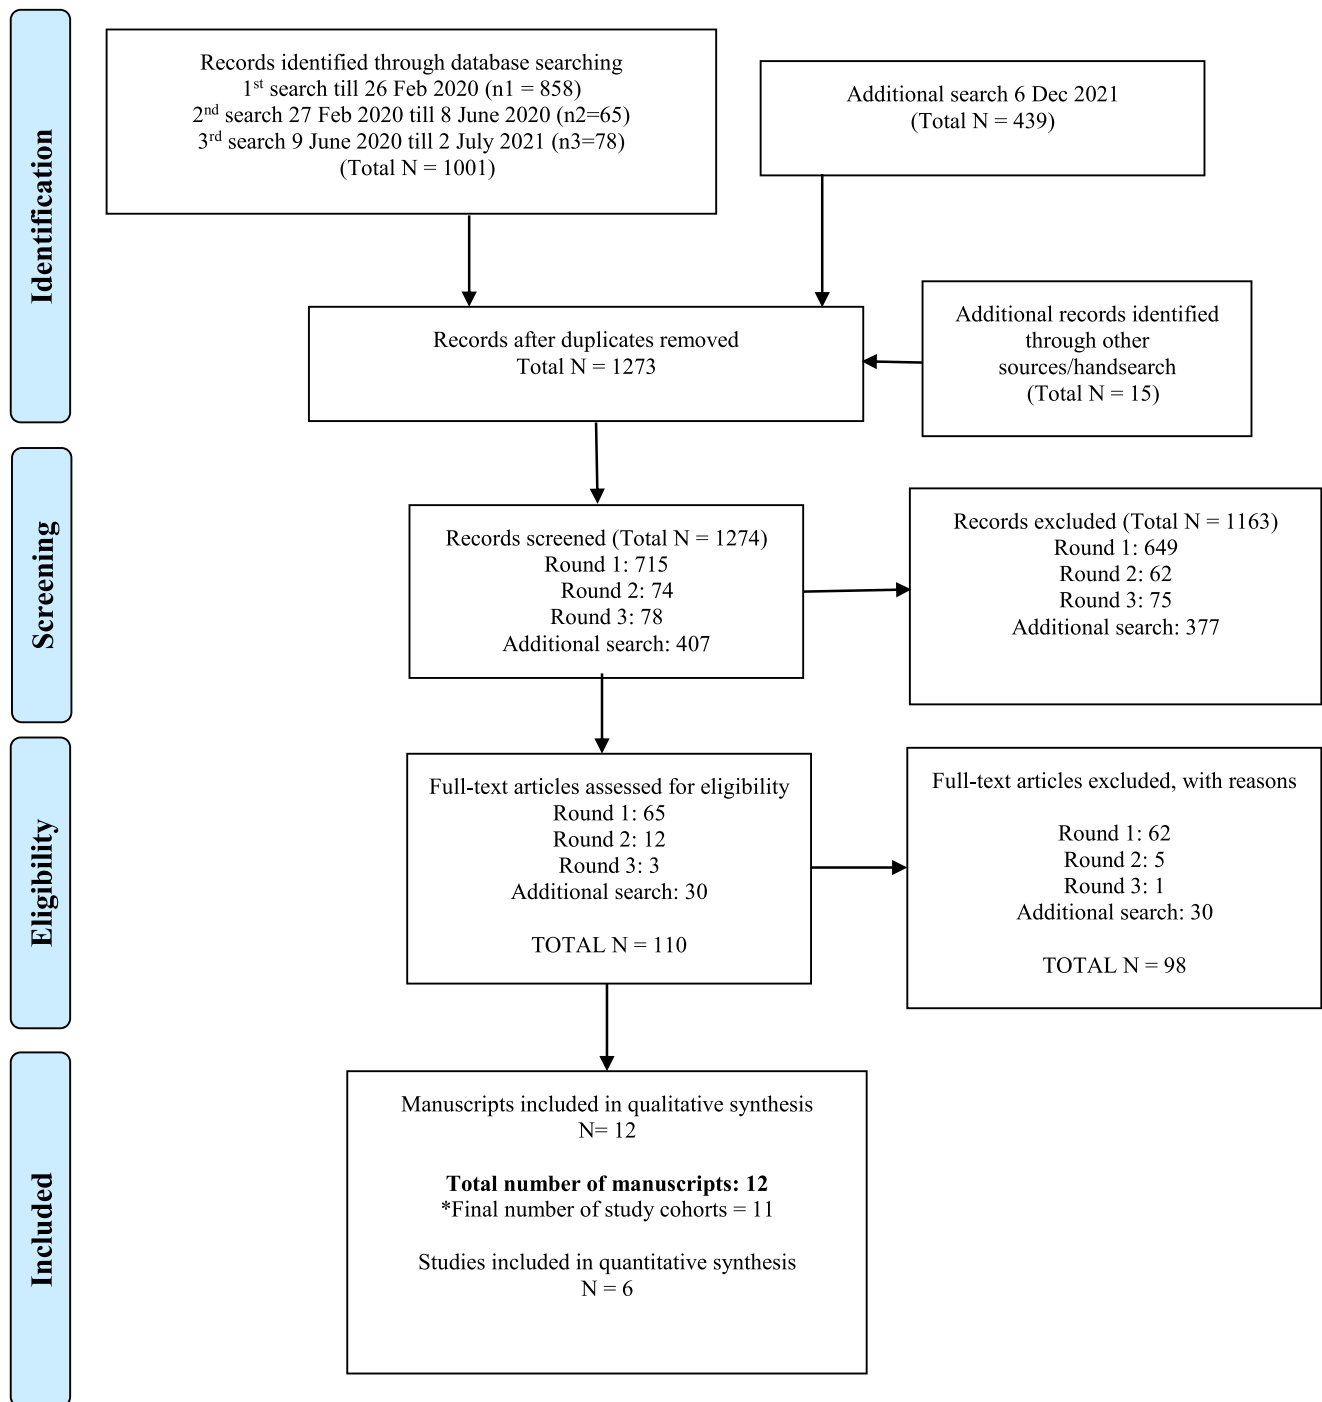 Identification
Records identified through database searching
1st search till 26 Feb 2020 (n1 = 858)
2nd search 27 Feb 2020 till 8 June 2020 (n2=65)
3rd search 9 June 2020 till 2 July 2021 (n3=78)
(Total N = 1001)
Additional search 6 Dec 2021
(Total N = 439)
Records after duplicates removed
Total N = 1273
Additional records identified
through other
sources/handsearch
(Total N = 15)
Screening
Records screened (Total N = 1274)
Round 1: 715
Round 2: 74
Round 3: 78
Additional search: 407
Records excluded (Total N = 1163)
Round 1: 649
Round 2: 62
Round 3: 75
Additional search: 377
Eligibility
Full-text articles assessed for eligibility
Round 1: 65
Round 2: 12
Round 3: 3
Additional search: 30
TOTAL N = 110
Full-text articles excluded, with reasons
Round 1: 62
Round 2: 5
Round 3: 1
Additional search: 30
TOTAL N = 98
Included
Manuscripts included in qualitative synthesis
N= 12
Total number of manuscripts: 12
*Final number of study cohorts = 11
Studies included in quantitative synthesis
N = 6